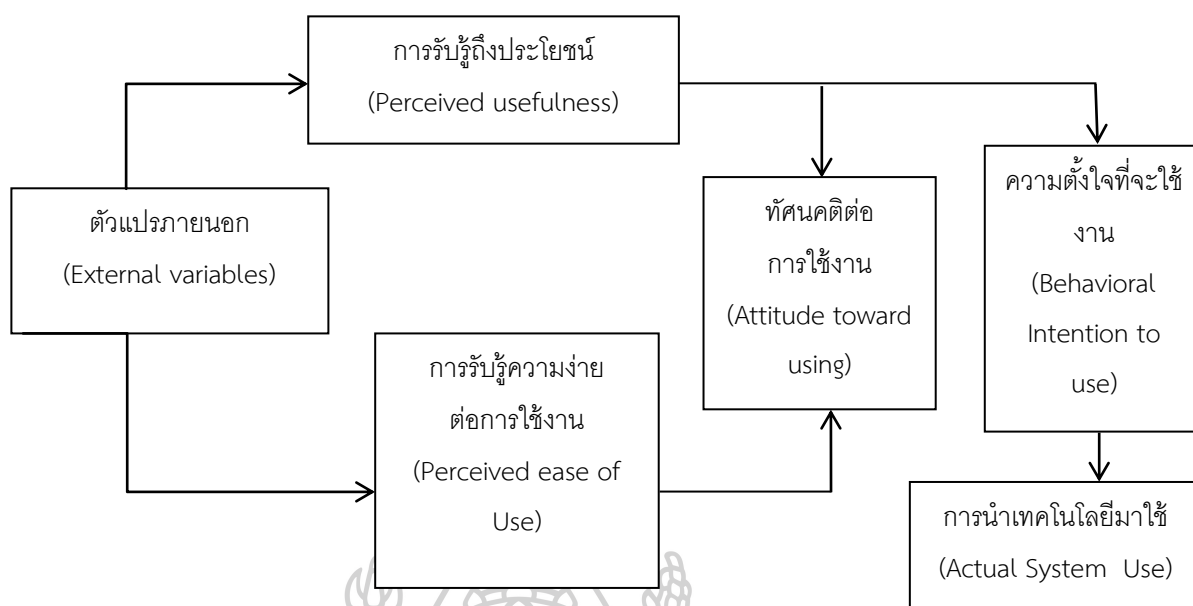 การรับรู้ถึงประโยชน์
(Perceived usefulness)
ตัวแปรภายนอก
(External variables)
ทัศนคติต่อ
การใช้งาน
(Attitude toward
using)
ความตั้งใจที่จะใช้
งาน
(Behavioral
Intention to
use)
การรับรู้ความง่าย
ต่อการใช้งาน
(Perceived ease of
Use)
การนำเทคโนโลยีมาใช้
(Actual System Use)